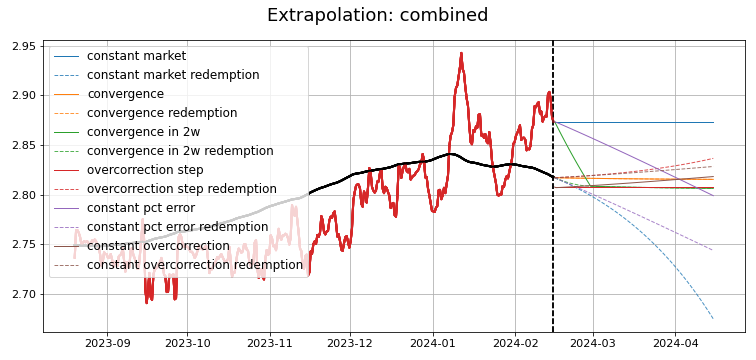 Extrapolation: combined
2.95
2.90
2.85
2.80
2.75
2.70
constant market
constant market redemption
convergence
convergence redemption
convergence in 2w
convergence in 2w redemption
overcorrection step
overcorrection step redemption
constant pct error
constant pct error redemption
constant overcorrection
constant overcorrection redemption
2023-09
2023-10
2023-11
2023-12
2024-01
2024-02
2024-03
2024-04